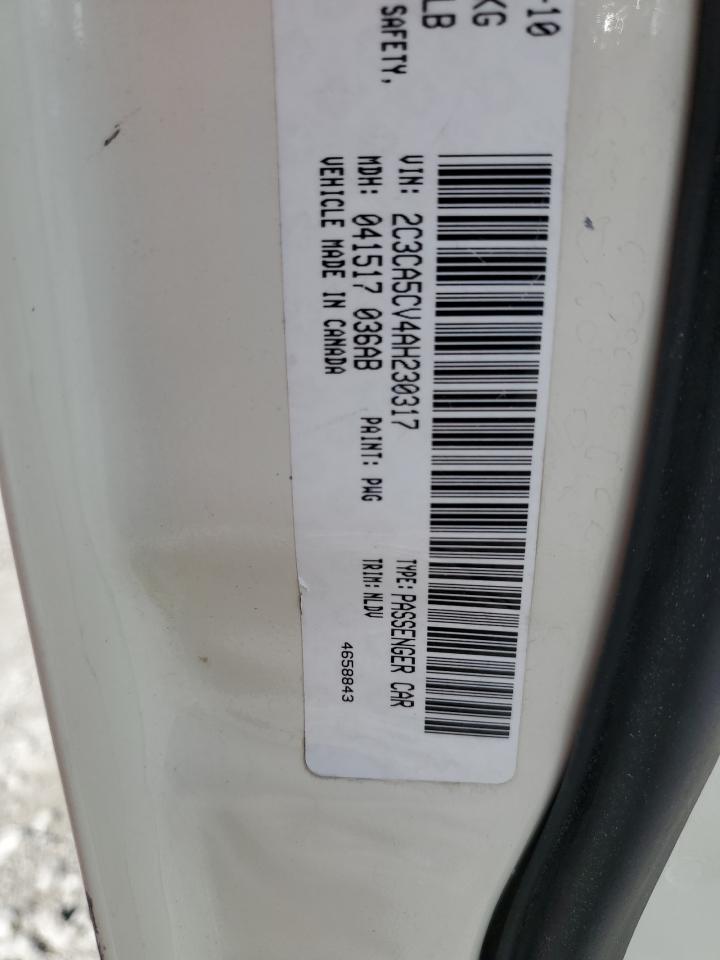 -10
KG
LB
SAFETY,
VIN: 2C3CA5CV4AH230317
TYPE: PASSENGER CAR
MDH: 041517 036AB
PAINT: PWG
TRIM: NLDV
VEHICLE MADE IN CANADA
4658843